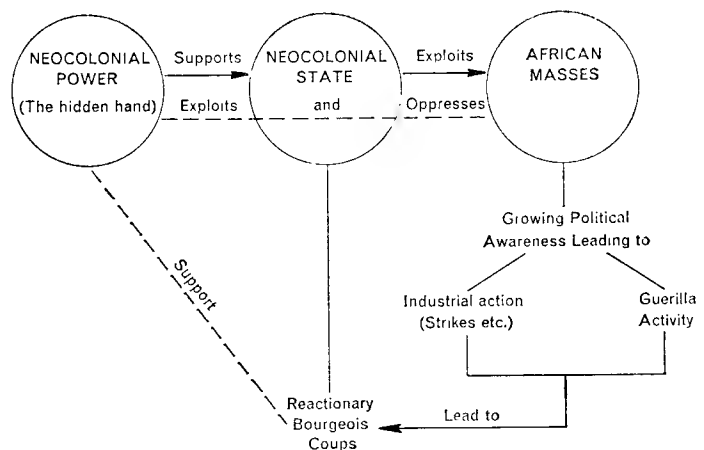 NEOCOLONIAL
POWER
(The hidden hand)
Supports
NEOCOLONIAL
STATE
and
Exploits
AFRICAN
MASSES
Exploits
Oppresses
Growing Political
Awareness Leading to
Industrial action
(Strikes etc.)
Guerilla
Activity
Support
Reactionary
Bourgeois
Coups
Lead to